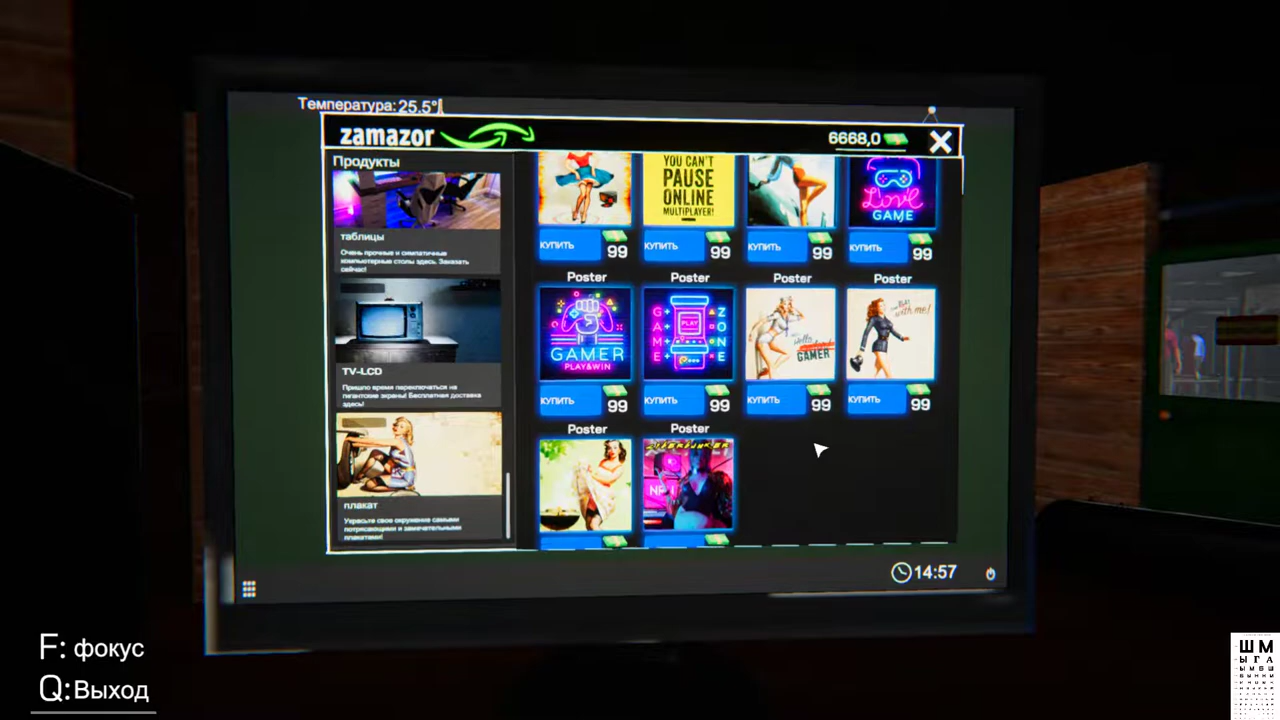 Температура: 25.5°
zamazor
6668,0
Продукты
таблицы
Очень прочные и симпатичные
компьютерные столы здесь. Заказать
сейчас!
TV-LCD
Пришло время переключаться на
гигантские экраны! Бесплатная доставка
здесь!
плакат
Украсьте свое окружение самыми
потрясающими и замечательными
плакатами!
YOU CAN'T
PAUSE
ONLINE
MULTIPLAYER!
Love
GAME
КУПИТЬ 99
КУПИТЬ 99
КУПИТЬ 99
КУПИТЬ 99
Poster
Poster
Poster
Poster
GAMER
PLAY&WIN
GAME
PLAY
ZONE
Hello
GAMER
with me!
КУПИТЬ 99
КУПИТЬ 99
КУПИТЬ 99
КУПИТЬ 99
Poster
Poster
14:57
F: фокус
Q:Выход
Ш М
Ы Г А